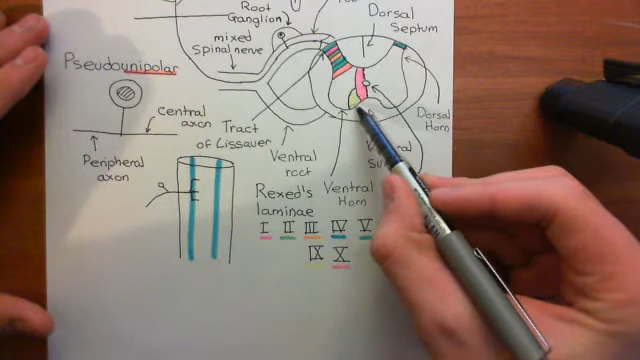 Root
Ganglion
Dorsal
Septum
mixed
Spinal nerve
Pseudounipolar
Central
axon
Dorsal
Horn
Tract
of Lissauer
Peripheral
axon
Ventral
root
Rexed's
laminae
Ventral
Horn
I II III IV V
IX X